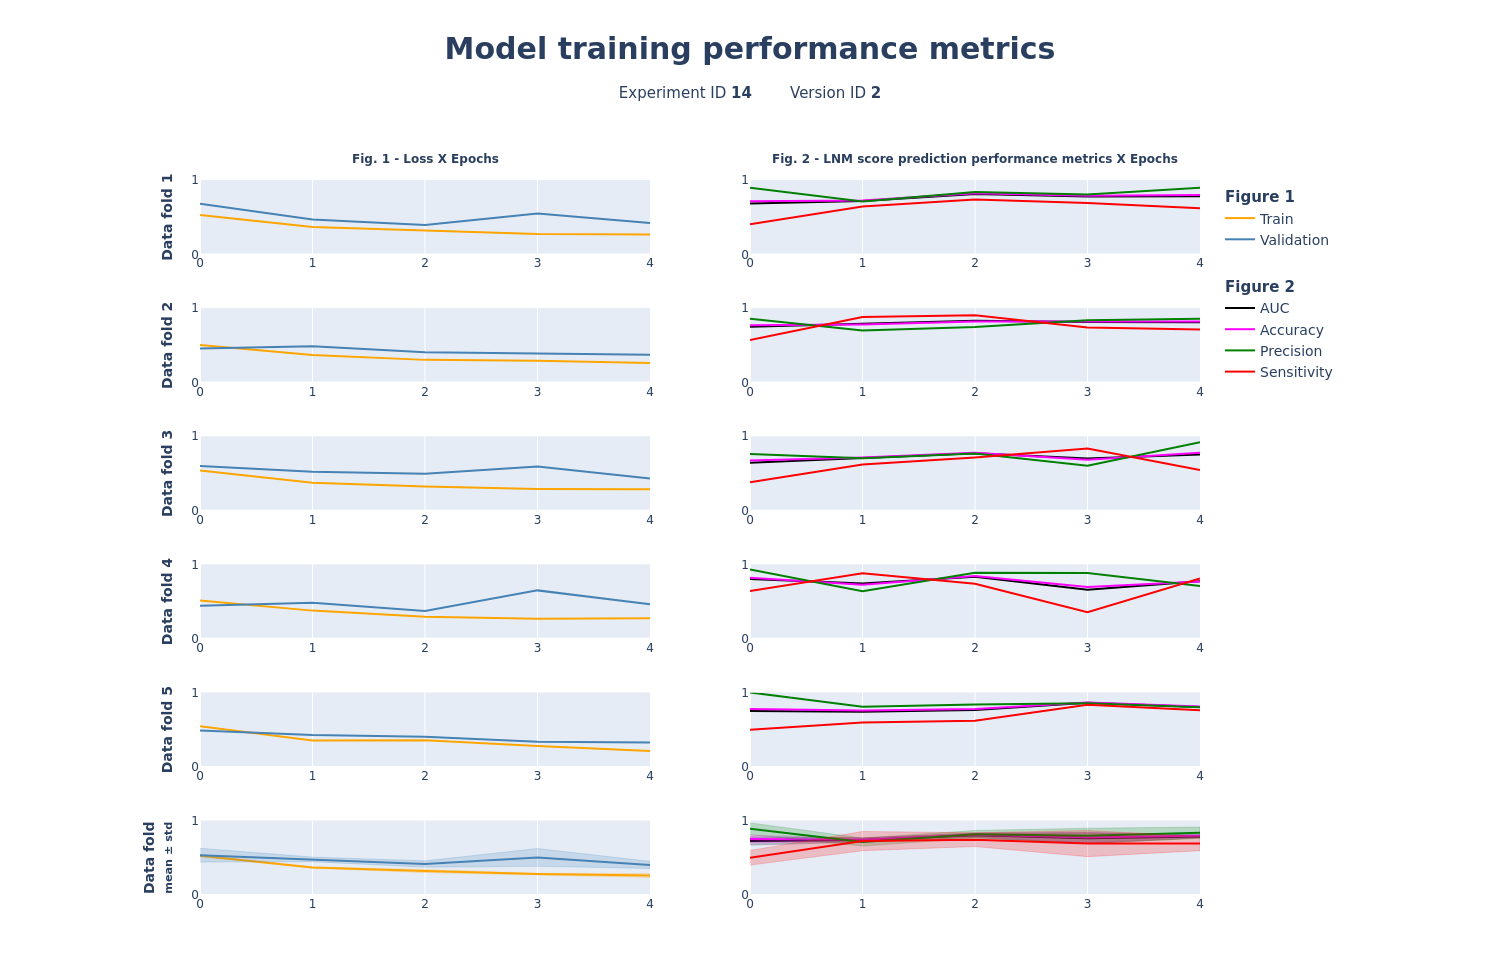 Model training performance metrics
Experiment ID 14 Version ID 2
Fig. 1 - Loss X Epochs
Fig. 2 - LNM score prediction performance metrics X Epochs
Data fold 1
1
0
0 1 2 3 4
1
0
0 1 2 3 4
Figure 1
Train
Validation
Figure 2
AUC
Accuracy
Precision
Sensitivity
Data fold 2
1
0
0 1 2 3 4
1
0
0 1 2 3 4
Data fold 3
1
0
0 1 2 3 4
1
0
0 1 2 3 4
Data fold 4
1
0
0 1 2 3 4
1
0
0 1 2 3 4
Data fold 5
1
0
0 1 2 3 4
1
0
0 1 2 3 4
Data fold
mean ± std
1
0
0 1 2 3 4
1
0
0 1 2 3 4